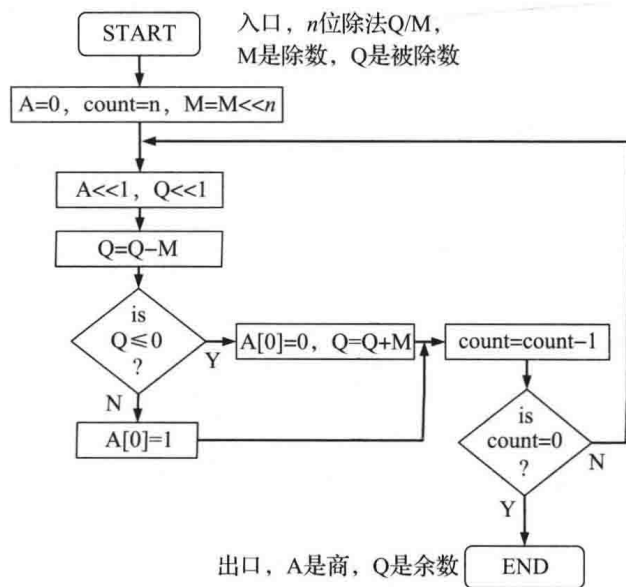 START
入口，n位除法Q/M，
M是除数，Q是被除数
A=0，count=n，M=M<<n
A<<1，Q<<1
Q=Q−M
is
Q≤0
?
Y
A[0]=0，Q=Q+M
count=count−1
N
A[0]=1
is
count=0
?
N
Y
出口，A是商，Q是余数
END